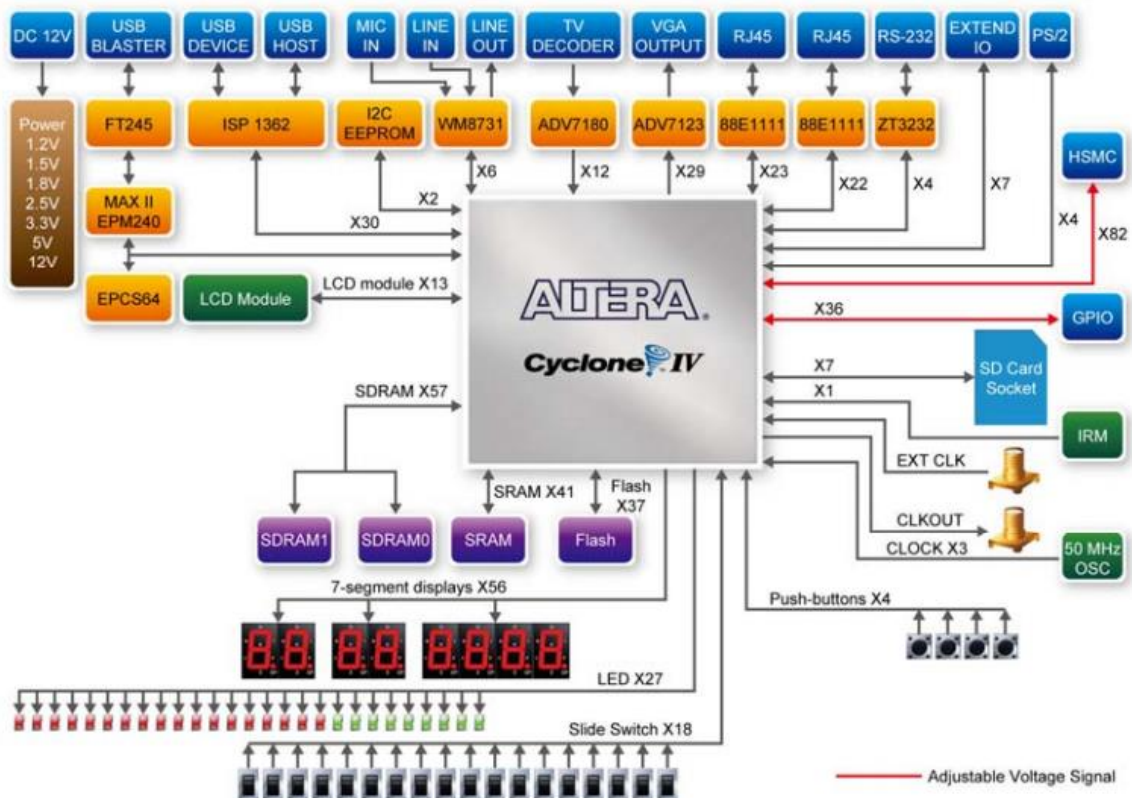 DC 12V
USB
BLASTER
USB
DEVICE
USB
HOST
MIC
IN
LINE
IN
LINE
OUT
TV
DECODER
VGA
OUTPUT
RJ45
RJ45
RS-232
EXTEND
IO
PS/2
Power
1.2V
1.5V
1.8V
2.5V
3.3V
5V
12V
FT245
ISP 1362
I2C
EEPROM
WM8731
ADV7180
ADV7123
88E1111
88E1111
ZT3232
HSMC
MAX II
EPM240
X2
X30
X6
X12
X29
X23
X22
X4
X7
X4
X82
EPCS64
LCD Module
LCD module X13
ALTERA.
Cyclone IV
X36
GPIO
X7
SD Card
Socket
X1
IRM
SDRAM X57
EXT CLK
SRAM X41
Flash
X37
CLKOUT
SDRAM1
SDRAM0
SRAM
Flash
CLOCK X3
50 MHz
OSC
7-segment displays X56
Push-buttons X4
88
88
8888
LED X27
Slide Switch X18
Adjustable Voltage Signal